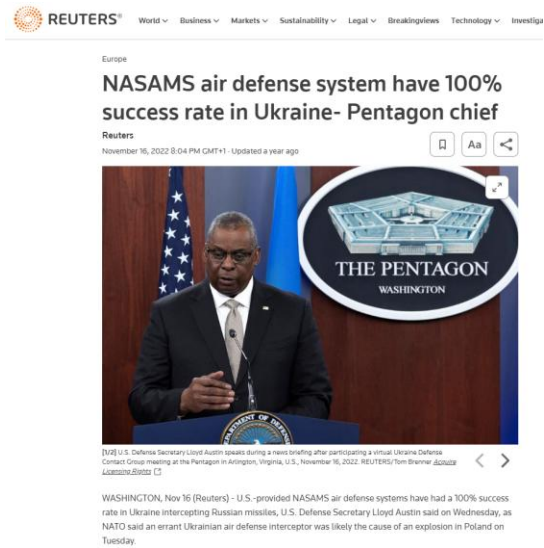 REUTERS®
World Business Markets Sustainability Legal Breakingviews Technology Investiga
Europe
NASAMS air defense system have 100%
success rate in Ukraine- Pentagon chief
Reuters
November 16, 2022 8:04 PM GMT+1 · Updated a year ago
Aa
THE PENTAGON
WASHINGTON
DEPARTMENT OF DEFENSE
[1/2] U.S. Defense Secretary Lloyd Austin speaks during a news briefing after participating a virtual Ukraine Defense
Contact Group meeting at the Pentagon in Arlington, Virginia, U.S., November 16, 2022. REUTERS/Tom Brenner Acquire
Licensing Rights
WASHINGTON, Nov 16 (Reuters) - U.S.-provided NASAMS air defense systems have had a 100% success
rate in Ukraine intercepting Russian missiles, U.S. Defense Secretary Lloyd Austin said on Wednesday, as
NATO said an errant Ukrainian air defense interceptor was likely the cause of an explosion in Poland on
Tuesday.